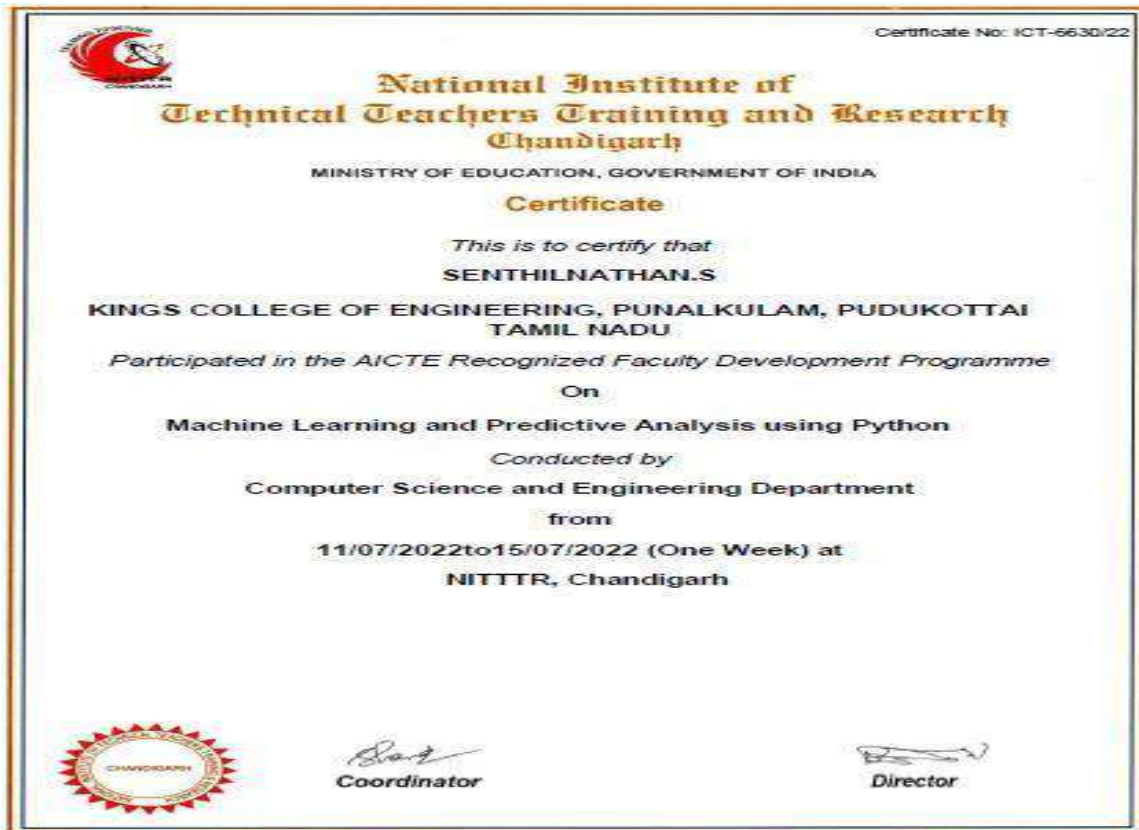 Certificate No: ICT-6630/22
NITTTR
CHANDIGARH
National Institute of
Technical Teachers Training and Research
Chandigarh
MINISTRY OF EDUCATION, GOVERNMENT OF INDIA
Certificate
This is to certify that
SENTHILNATHAN.S
KINGS COLLEGE OF ENGINEERING, PUNALKULAM, PUDUKOTTAI
TAMIL NADU
Participated in the AICTE Recognized Faculty Development Programme
On
Machine Learning and Predictive Analysis using Python
Conducted by
Computer Science and Engineering Department
from
11/07/2022to15/07/2022 (One Week) at
NITTTR, Chandigarh
CHANDIGARH
Coordinator
Director